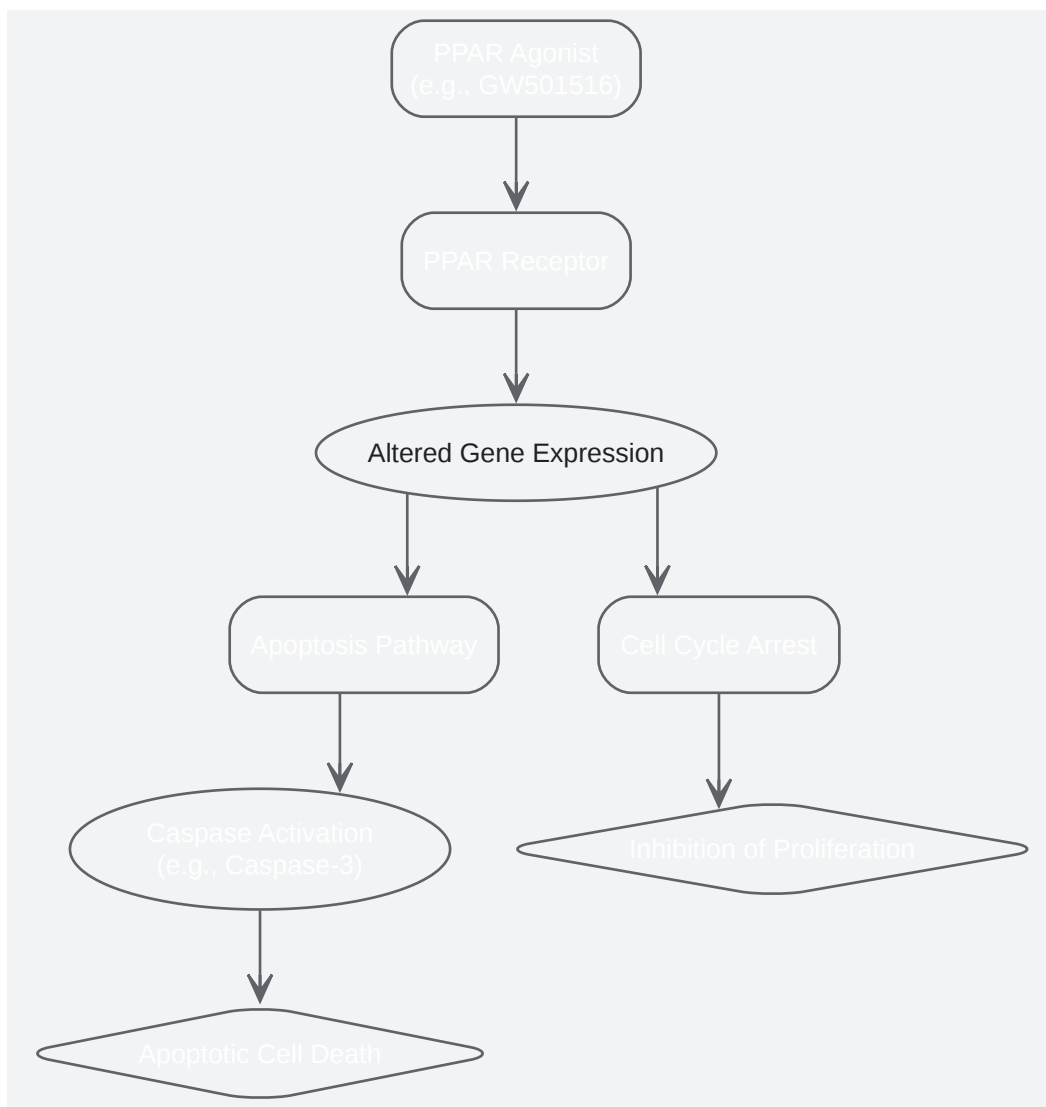 PPAR Agonist
(e.g., GW501516)
PPAR Receptor
Altered Gene Expression
Apoptosis Pathway
Cell Cycle Arrest
Caspase Activation
(e.g., Caspase-3)
Inhibition of Proliferation
Apoptotic Cell Death